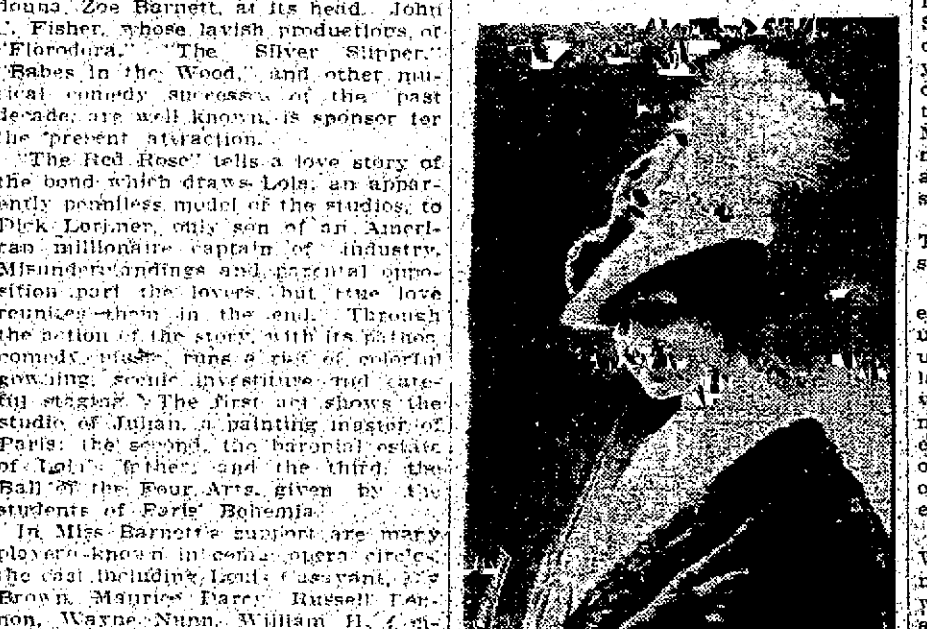 donna, Zoe Barnett, at its head. John
C. Fisher, whose lavish productions of
"Florodora," "The Silver Slipper,"
"Babes in the Wood," and other mu-
sical comedy successes of the past
decade, are well known, is sponsor for
the present attraction.
"The Red Rose" tells a love story of
the bond which draws Lola, an appar-
ently penniless model of the studios, to
Dick Lorimer, only son of an Ameri-
can millionaire captain of industry.
Misunderstandings and parental oppo-
sition part the lovers, but true love
reunites them in the end. Through
the action of the story, with its pathos,
comedy, music, runs a riot of colorful
gowning, scenic investiture and care-
ful staging. The first act shows the
studio of Julian, a painting master of
Paris; the second, the baronial estate
of Lola's father, and the third, the
Ball of the Four Arts, given by the
students of Paris' Bohemia.
In Miss Barnett's support are many
players known in comic opera circles,
the cast including Louis Casavant,
Brown, Maurice Darcy, Russell
non, Wayne Nunn, William H.